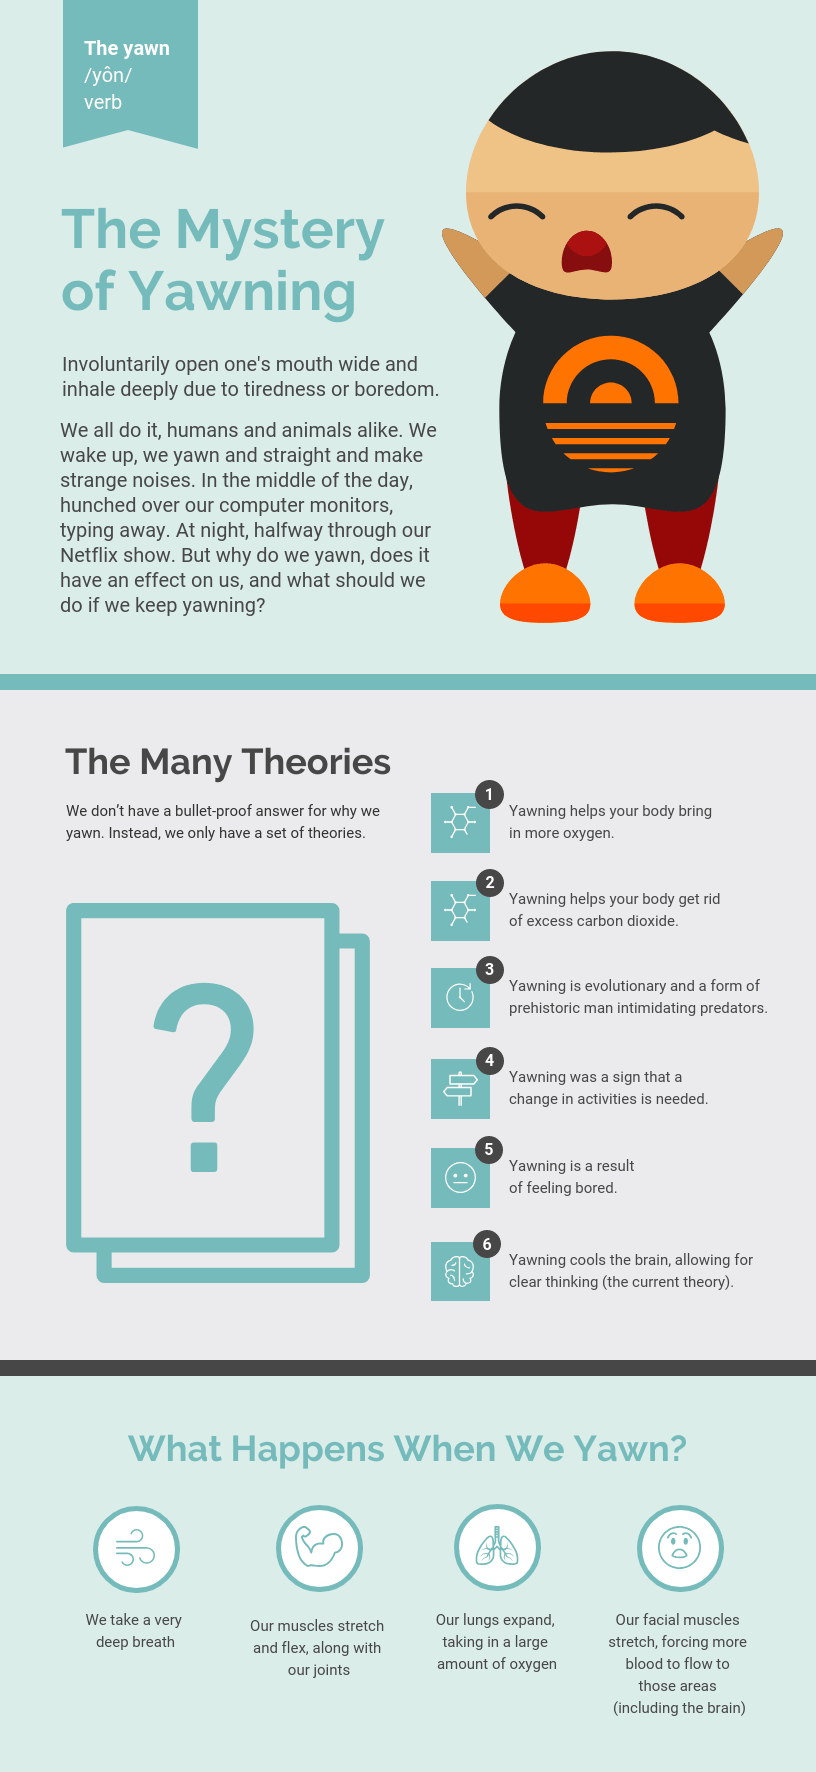 The yawn
/yôn/
verb
The Mystery
of Yawning
Involuntarily open one's mouth wide and
inhale deeply due to tiredness or boredom.
We all do it, humans and animals alike. We
wake up, we yawn and straight and make
strange noises. In the middle of the day,
hunched over our computer monitors,
typing away. At night, halfway through our
Netflix show. But why do we yawn, does it
have an effect on us, and what should we
do if we keep yawning?
The Many Theories
We don’t have a bullet-proof answer for why we
yawn. Instead, we only have a set of theories.
?
1
Yawning helps your body bring
in more oxygen.
2
Yawning helps your body get rid
of excess carbon dioxide.
3
Yawning is evolutionary and a form of
prehistoric man intimidating predators.
4
Yawning was a sign that a
change in activities is needed.
5
Yawning is a result
of feeling bored.
6
Yawning cools the brain, allowing for
clear thinking (the current theory).
What Happens When We Yawn?
We take a very
deep breath
Our muscles stretch
and flex, along with
our joints
Our lungs expand,
taking in a large
amount of oxygen
Our facial muscles
stretch, forcing more
blood to flow to
those areas
(including the brain)